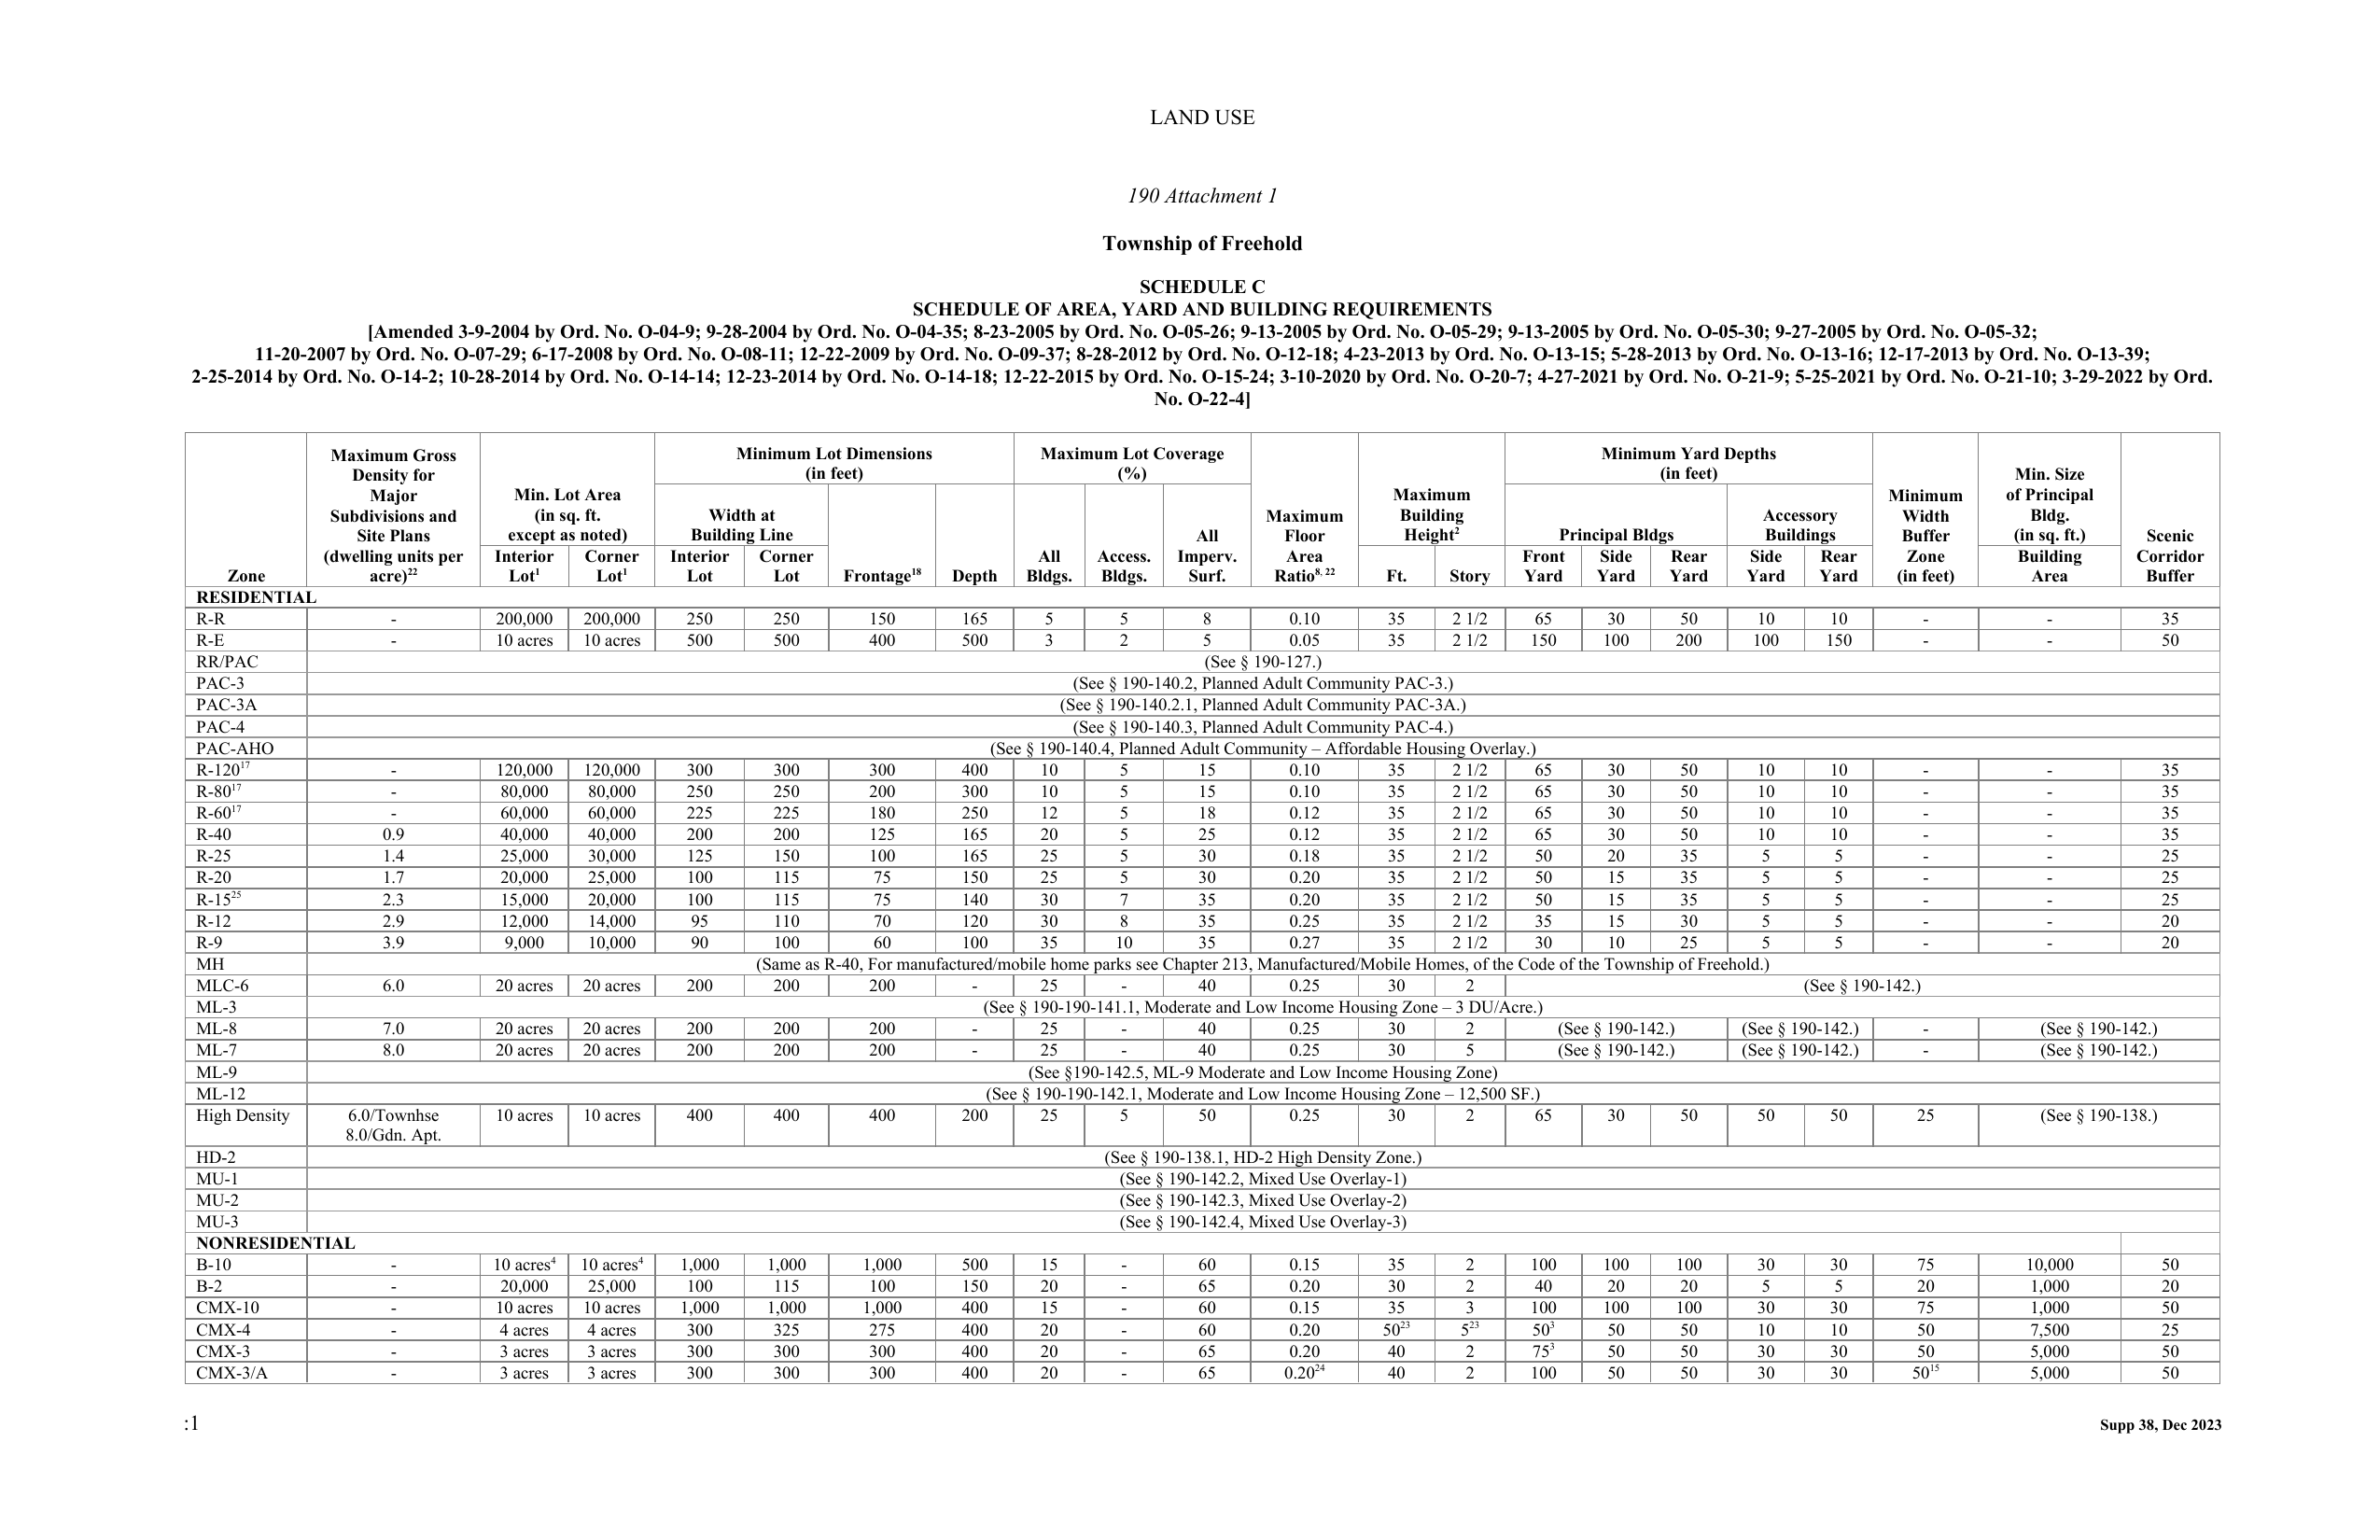 LAND USE
190 Attachment 1
Township of Freehold
SCHEDULE C
SCHEDULE OF AREA, YARD AND BUILDING REQUIREMENTS
[Amended 3-9-2004 by Ord. No. O-04-9; 9-28-2004 by Ord. No. O-04-35; 8-23-2005 by Ord. No. O-05-26; 9-13-2005 by Ord. No. O-05-29; 9-13-2005 by Ord. No. O-05-30; 9-27-2005 by Ord. No. O-05-32;
11-20-2007 by Ord. No. O-07-29; 6-17-2008 by Ord. No. O-08-11; 12-22-2009 by Ord. No. O-09-37; 8-28-2012 by Ord. No. O-12-18; 4-23-2013 by Ord. No. O-13-15; 5-28-2013 by Ord. No. O-13-16; 12-17-2013 by Ord. No. O-13-39;
2-25-2014 by Ord. No. O-14-2; 10-28-2014 by Ord. No. O-14-14; 12-23-2014 by Ord. No. O-14-18; 12-22-2015 by Ord. No. O-15-24; 3-10-2020 by Ord. No. O-20-7; 4-27-2021 by Ord. No. O-21-9; 5-25-2021 by Ord. No. O-21-10; 3-29-2022 by Ord.
No. O-22-4]
Zone
Maximum Gross
Density for
Major
Subdivisions and
Site Plans
(dwelling units per
acre)22
Min. Lot Area
(in sq. ft.
except as noted)
Interior Lot1
Corner Lot1
Minimum Lot Dimensions
(in feet)
Width at
Building Line
Interior Lot
Corner Lot
Frontage18
Depth
Maximum Lot Coverage
(%)
All Bldgs.
Access. Bldgs.
All Imperv. Surf.
Maximum
Floor
Area
Ratio8, 22
Maximum
Building
Height2
Ft.
Story
Minimum Yard Depths
(in feet)
Principal Bldgs
Front Yard
Side Yard
Rear Yard
Accessory
Buildings
Side Yard
Rear Yard
Minimum
Width
Buffer
Zone
(in feet)
Min. Size
of Principal
Bldg.
(in sq. ft.)
Building Area
Scenic
Corridor
Buffer
RESIDENTIAL
R-R - 200,000 200,000 250 250 150 165 5 5 8 0.10 35 2 1/2 65 30 50 10 10 - - 35
R-E - 10 acres 10 acres 500 500 400 500 3 2 5 0.05 35 2 1/2 150 100 200 100 150 - - 50
RR/PAC (See § 190-127.)
PAC-3 (See § 190-140.2, Planned Adult Community PAC-3.)
PAC-3A (See § 190-140.2.1, Planned Adult Community PAC-3A.)
PAC-4 (See § 190-140.3, Planned Adult Community PAC-4.)
PAC-AHO (See § 190-140.4, Planned Adult Community – Affordable Housing Overlay.)
R-12017 - 120,000 120,000 300 300 300 400 10 5 15 0.10 35 2 1/2 65 30 50 10 10 - - 35
R-8017 - 80,000 80,000 250 250 200 300 10 5 15 0.10 35 2 1/2 65 30 50 10 10 - - 35
R-6017 - 60,000 60,000 225 225 180 250 12 5 18 0.12 35 2 1/2 65 30 50 10 10 - - 35
R-40 0.9 40,000 40,000 200 200 125 165 20 5 25 0.12 35 2 1/2 65 30 50 10 10 - - 35
R-25 1.4 25,000 30,000 125 150 100 165 25 5 30 0.18 35 2 1/2 50 20 35 5 5 - - 25
R-20 1.7 20,000 25,000 100 115 75 150 25 5 30 0.20 35 2 1/2 50 15 35 5 5 - - 25
R-1525 2.3 15,000 20,000 100 115 75 140 30 7 35 0.20 35 2 1/2 50 15 35 5 5 - - 25
R-12 2.9 12,000 14,000 95 110 70 120 30 8 35 0.25 35 2 1/2 35 15 30 5 5 - - 20
R-9 3.9 9,000 10,000 90 100 60 100 35 10 35 0.27 35 2 1/2 30 10 25 5 5 - - 20
MH (Same as R-40, For manufactured/mobile home parks see Chapter 213, Manufactured/Mobile Homes, of the Code of the Township of Freehold.)
MLC-6 6.0 20 acres 20 acres 200 200 200 - 25 - 40 0.25 30 2 (See § 190-142.)
ML-3 (See § 190-190-141.1, Moderate and Low Income Housing Zone – 3 DU/Acre.)
ML-8 7.0 20 acres 20 acres 200 200 200 - 25 - 40 0.25 30 2 (See § 190-142.) (See § 190-142.) - (See § 190-142.)
ML-7 8.0 20 acres 20 acres 200 200 200 - 25 - 40 0.25 30 5 (See § 190-142.) (See § 190-142.) - (See § 190-142.)
ML-9 (See §190-142.5, ML-9 Moderate and Low Income Housing Zone)
ML-12 (See § 190-190-142.1, Moderate and Low Income Housing Zone – 12,500 SF.)
High Density 6.0/Townhse 10 acres 10 acres 400 400 400 200 25 5 50 0.25 30 2 65 30 50 50 50 25 (See § 190-138.)
8.0/Gdn. Apt.
HD-2 (See § 190-138.1, HD-2 High Density Zone.)
MU-1 (See § 190-142.2, Mixed Use Overlay-1)
MU-2 (See § 190-142.3, Mixed Use Overlay-2)
MU-3 (See § 190-142.4, Mixed Use Overlay-3)
NONRESIDENTIAL
B-10 - 10 acres4 10 acres4 1,000 1,000 1,000 500 15 - 60 0.15 35 2 100 100 100 30 30 75 10,000 50
B-2 - 20,000 25,000 100 115 100 150 20 - 65 0.20 30 2 40 20 20 5 5 20 1,000 20
CMX-10 - 10 acres 10 acres 1,000 1,000 1,000 400 15 - 60 0.15 35 3 100 100 100 30 30 75 1,000 50
CMX-4 - 4 acres 4 acres 300 325 275 400 20 - 60 0.20 5023 523 503 50 50 10 10 50 7,500 25
CMX-3 - 3 acres 3 acres 300 300 300 400 20 - 65 0.20 40 2 753 50 50 30 30 50 5,000 50
CMX-3/A - 3 acres 3 acres 300 300 300 400 20 - 65 0.2024 40 2 100 50 50 30 30 5015 5,000 50
:1
Supp 38, Dec 2023